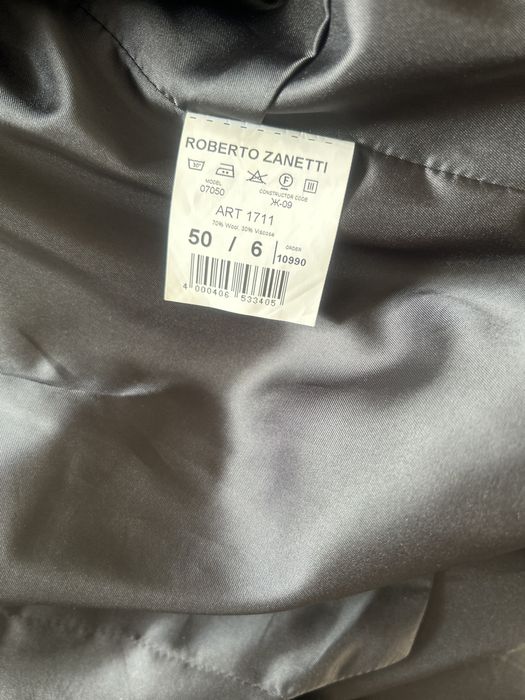 ROBERTO ZANETTI
30°
F
MODEL
07050
CONSTRUCTOR CODE
Ж-09
ART 1711
70% Wool 30% Viscose
50 / 6
ORDER
10990
4 000406 533405